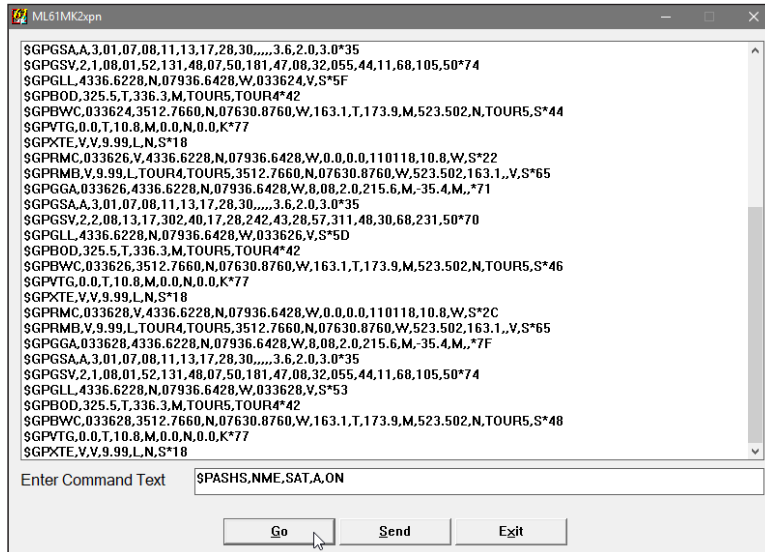 ML61MK2xpn
$GPGSA,A,3,01,07,08,11,13,17,28,30,,,,,3.6,2.0,3.0*35
$GPGSV,2,1,08,01,52,131,48,07,50,181,47,08,32,055,44,11,68,105,50*74
$GPGLL,4336.6228,N,07936.6428,W,033624,V,S*5F
$GPBOD,325.5,T,336.3,M,TOUR5,TOUR4*42
$GPBWC,033624,3512.7660,N,07630.8760,W,163.1,T,173.9,M,523.502,N,TOUR5,S*44
$GPVTG,0.0,T,10.8,M,0.0,N,0.0,K*77
$GPXTE,V,V,9.99,L,N,S*18
$GPRMC,033626,V,4336.6228,N,07936.6428,W,0.0,0.0,110118,10.8,W,S*22
$GPRMB,V,9.99,L,TOUR4,TOUR5,3512.7660,N,07630.8760,W,523.502,163.1,,V,S*65
$GPGGA,033626,4336.6228,N,07936.6428,W,8,08,2.0,215.6,M,-35.4,M,,*71
$GPGSA,A,3,01,07,08,11,13,17,28,30,,,,,3.6,2.0,3.0*35
$GPGSV,2,2,08,13,17,302,40,17,28,242,43,28,57,311,48,30,68,231,50*70
$GPGLL,4336.6228,N,07936.6428,W,033626,V,S*5D
$GPBOD,325.5,T,336.3,M,TOUR5,TOUR4*42
$GPBWC,033626,3512.7660,N,07630.8760,W,163.1,T,173.9,M,523.502,N,TOUR5,S*46
$GPVTG,0.0,T,10.8,M,0.0,N,0.0,K*77
$GPXTE,V,V,9.99,L,N,S*18
$GPRMC,033628,V,4336.6228,N,07936.6428,W,0.0,0.0,110118,10.8,W,S*2C
$GPRMB,V,9.99,L,TOUR4,TOUR5,3512.7660,N,07630.8760,W,523.502,163.1,,V,S*65
$GPGGA,033628,4336.6228,N,07936.6428,W,8,08,2.0,215.6,M,-35.4,M,,*7F
$GPGSA,A,3,01,07,08,11,13,17,28,30,,,,,3.6,2.0,3.0*35
$GPGSV,2,1,08,01,52,131,48,07,50,181,47,08,32,055,44,11,68,105,50*74
$GPGLL,4336.6228,N,07936.6428,W,033628,V,S*53
$GPBOD,325.5,T,336.3,M,TOUR5,TOUR4*42
$GPBWC,033628,3512.7660,N,07630.8760,W,163.1,T,173.9,M,523.502,N,TOUR5,S*48
$GPVTG,0.0,T,10.8,M,0.0,N,0.0,K*77
$GPXTE,V,V,9.99,L,N,S*18
Enter Command Text $PASHS,NME,SAT,A,ON
Go Send Exit